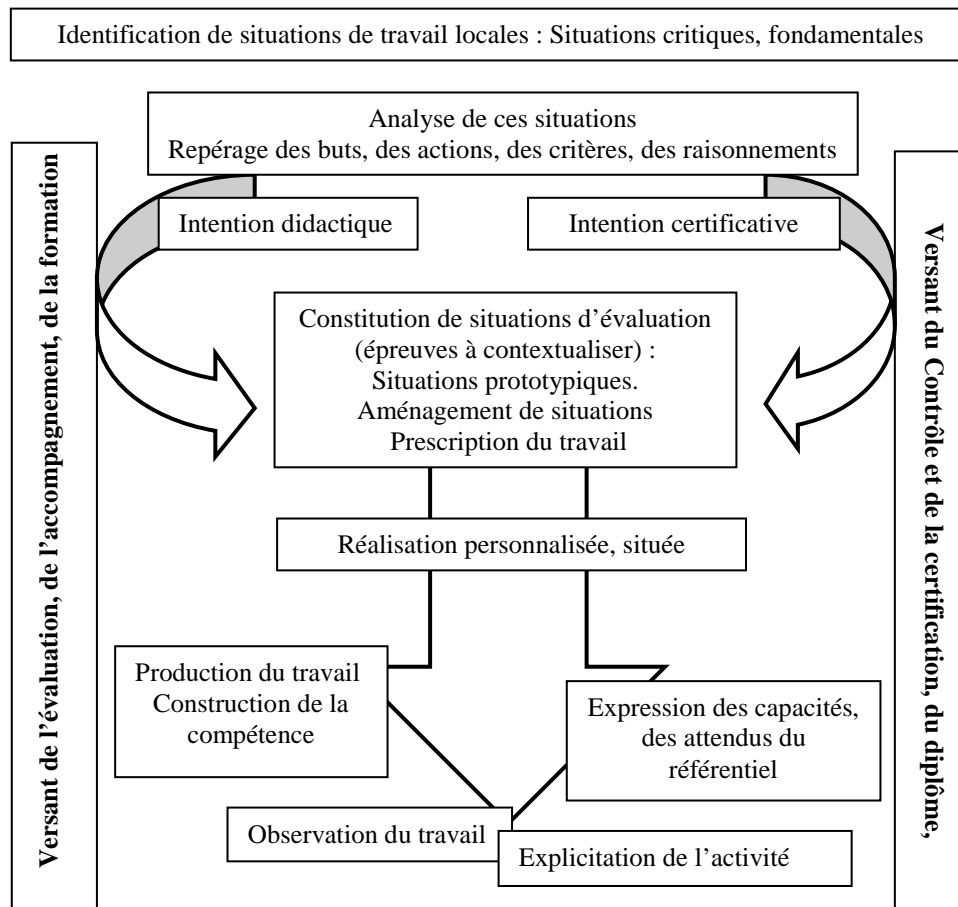 Identification de situations de travail locales : Situations critiques, fondamentales
Analyse de ces situations
Repérage des buts, des actions, des critères, des raisonnements
Versant de l'évaluation, de l'accompagnement, de la formation
Intention didactique
Intention certificative
Versant du Contrôle et de la certification, du diplôme,
Constitution de situations d'évaluation
(épreuves à contextualiser) :
Situations prototypiques.
Aménagement de situations
Prescription du travail
Réalisation personnalisée, située
Production du travail
Construction de la
compétence
Expression des capacités,
des attendus du
référentiel
Observation du travail
Explicitation de l'activité